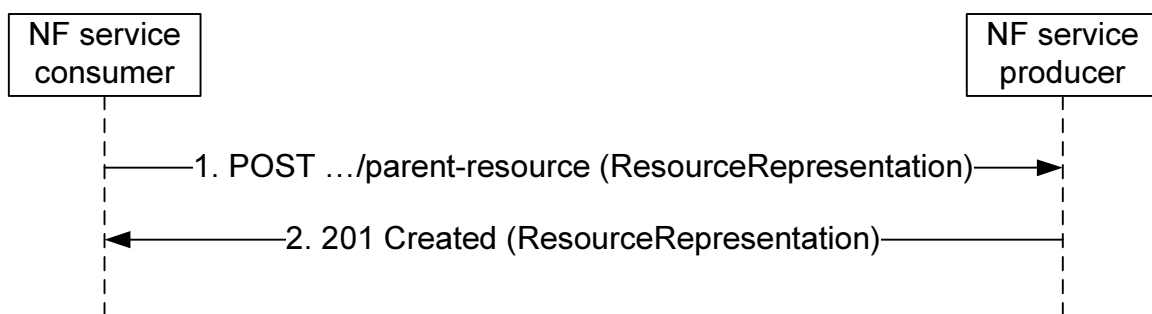 NF service
consumer
NF service
producer
1. POST …/parent-resource (ResourceRepresentation)
2. 201 Created (ResourceRepresentation)